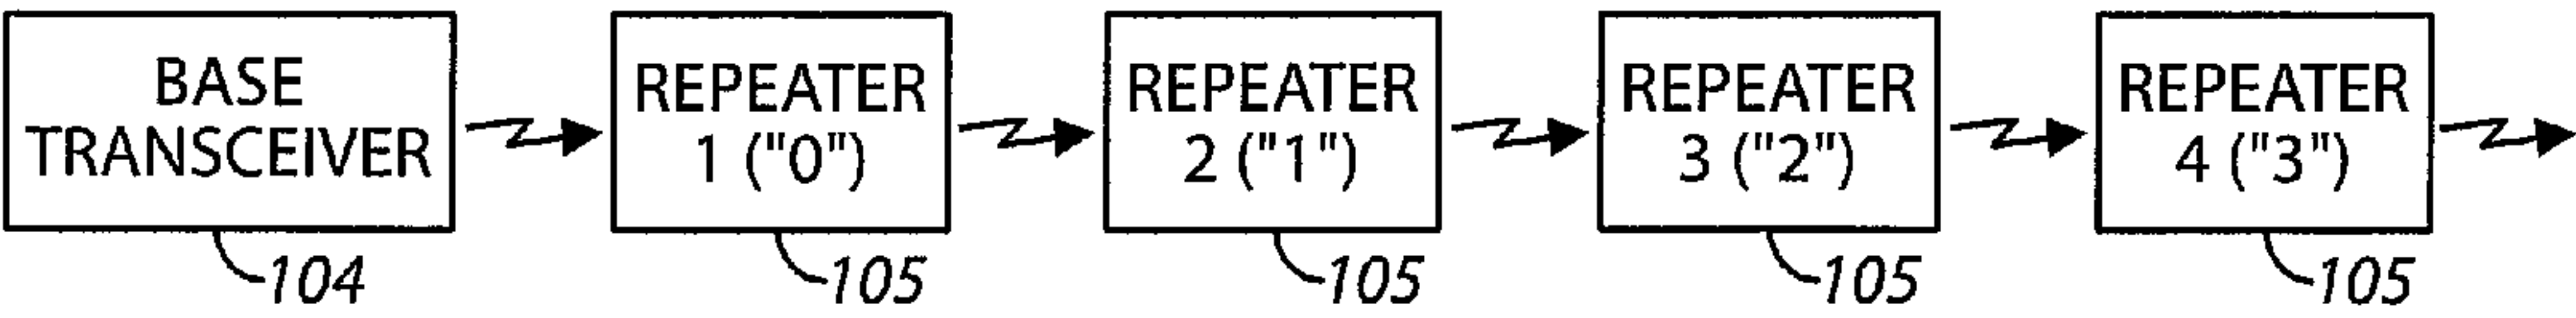 BASE
TRANSCEIVER
REPEATER
1 ("0")
REPEATER
2 ("1")
REPEATER
3 ("2")
REPEATER
4 ("3")
104
105
105
105
105